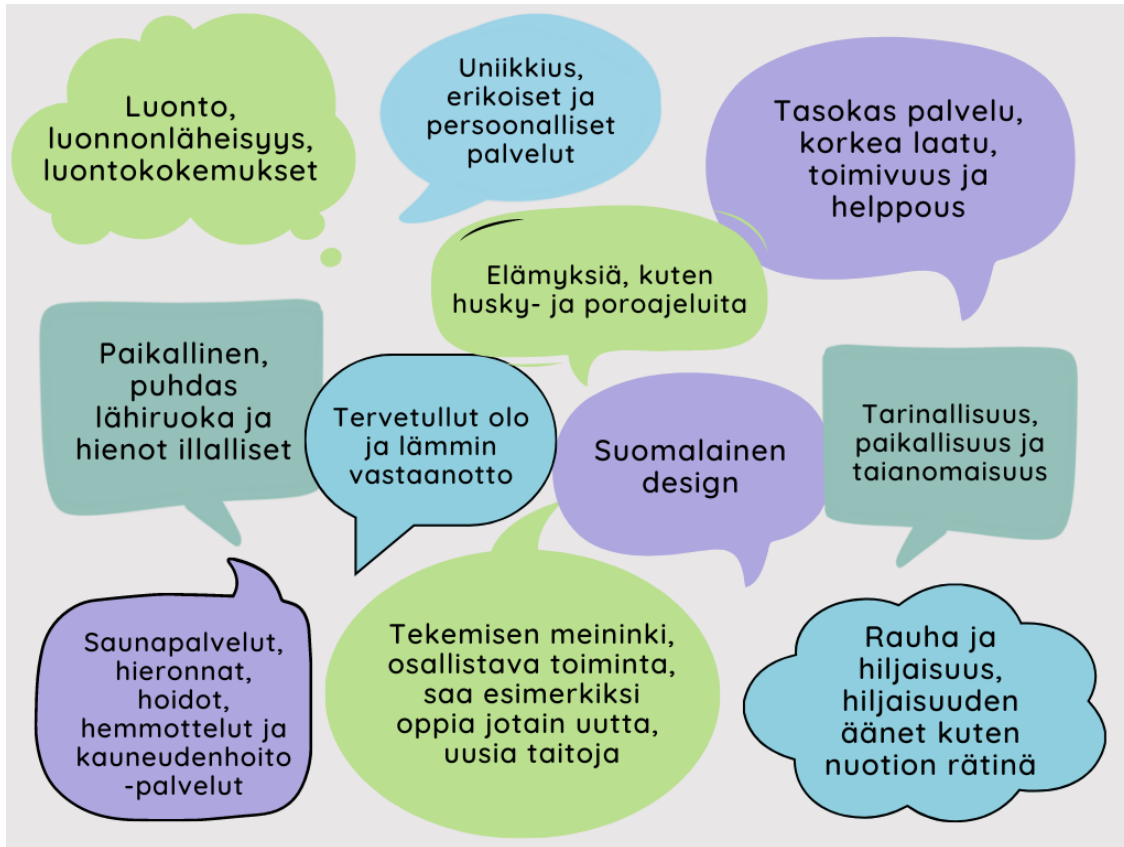 Luonto,
luonnonläheisyys,
luontokokemukset
Uniikkius,
erikoiset ja
persoonalliset
palvelut
Tasokas palvelu,
korkea laatu,
toimivuus ja
helppous
Elämyksiä, kuten
husky- ja poroajeluita
Paikallinen,
puhdas
lähiruoka ja
hienot illalliset
Tervetullut olo
ja lämmin
vastaanotto
Suomalainen
design
Tarinallisuus,
paikallisuus ja
taianomaisuus
Saunapalvelut,
hieronnat,
hoidot,
hemmottelut ja
kauneudenhoito
-palvelut
Tekemisen meininki,
osallistava toiminta,
saa esimerkiksi
oppia jotain uutta,
uusia taitoja
Rauha ja
hiljaisuus,
hiljaisuuden
äänet kuten
nuotion rätinä